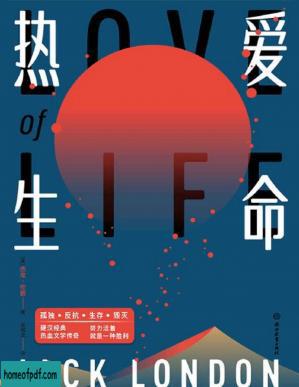 热爱
生命
LOVE
of
LIFE
孤独·反抗·生存·毁灭
硬汉经典 努力活着
热血文学传奇 就是一种胜利
JACK LONDON
homeofpdf.com